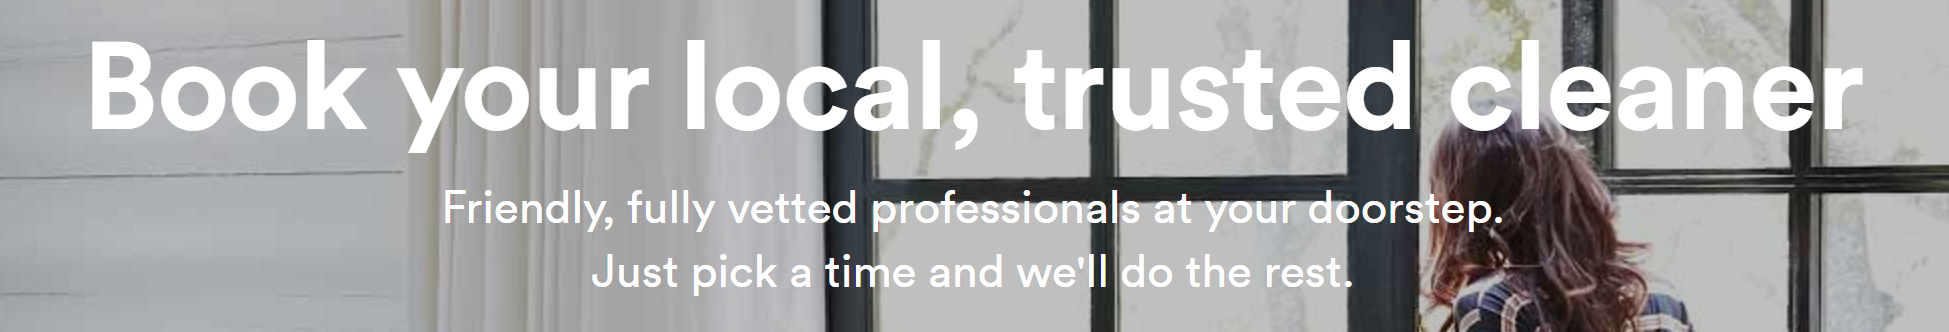 Book your local, trusted cleaner
Friendly, fully vetted professionals at your doorstep.
Just pick a time and we'll do the rest.